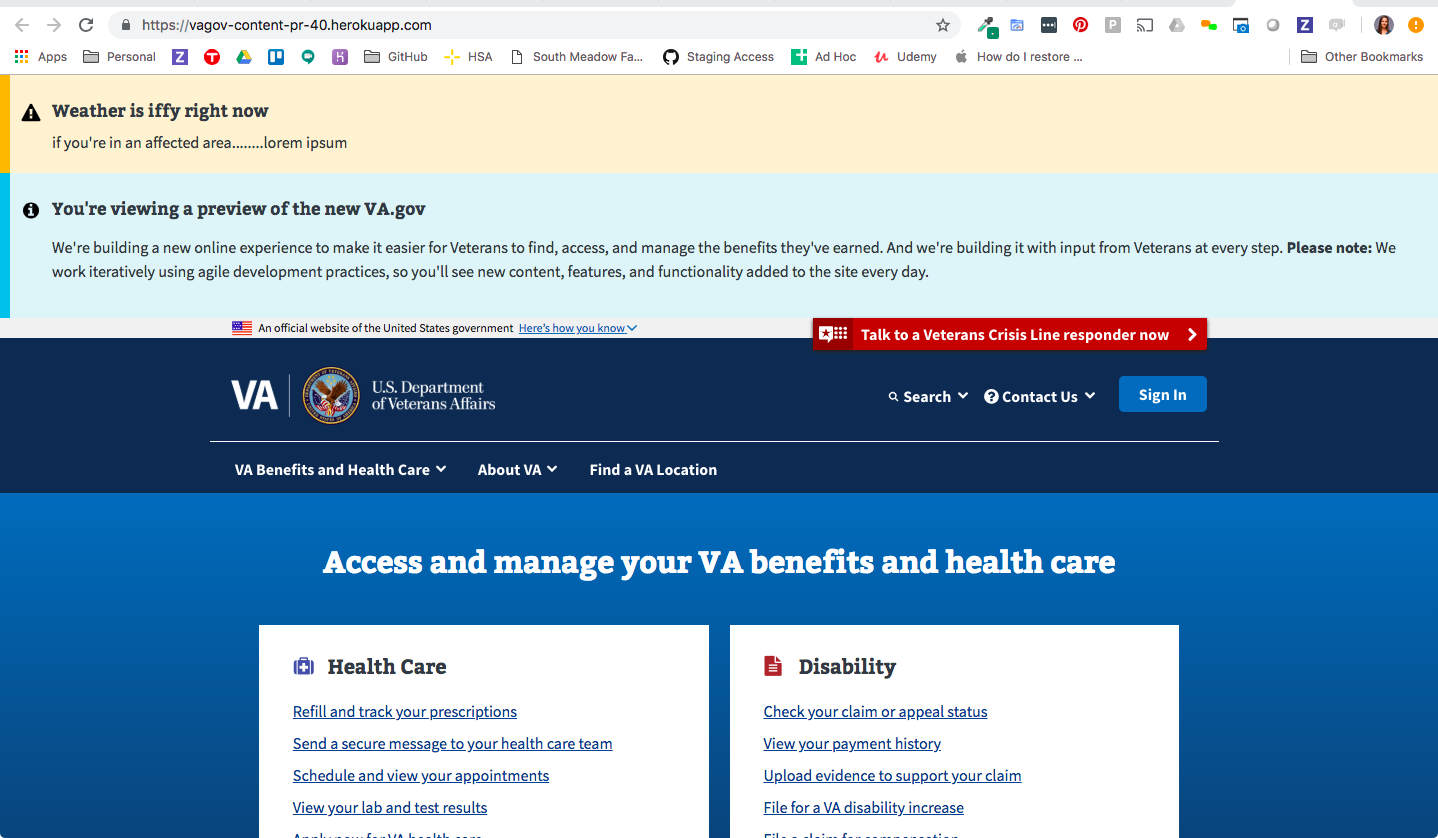 https://vagov-content-pr-40.herokuapp.com
Apps Personal Z T GitHub HSA South Meadow Fa... Staging Access Ad Hoc Udemy How do I restore ... Other Bookmarks
Weather is iffy right now
if you're in an affected area........lorem ipsum
You're viewing a preview of the new VA.gov
We're building a new online experience to make it easier for Veterans to find, access, and manage the benefits they've earned. And we're building it with input from Veterans at every step. Please note: We
work iteratively using agile development practices, so you'll see new content, features, and functionality added to the site every day.
An official website of the United States government Here's how you know
Talk to a Veterans Crisis Line responder now
VA
U.S. Department
of Veterans Affairs
Search Contact Us Sign In
VA Benefits and Health Care About VA Find a VA Location
Access and manage your VA benefits and health care
Health Care
Refill and track your prescriptions
Send a secure message to your health care team
Schedule and view your appointments
View your lab and test results
Apply now for VA health care
Disability
Check your claim or appeal status
View your payment history
Upload evidence to support your claim
File for a VA disability increase
File a claim for compensation